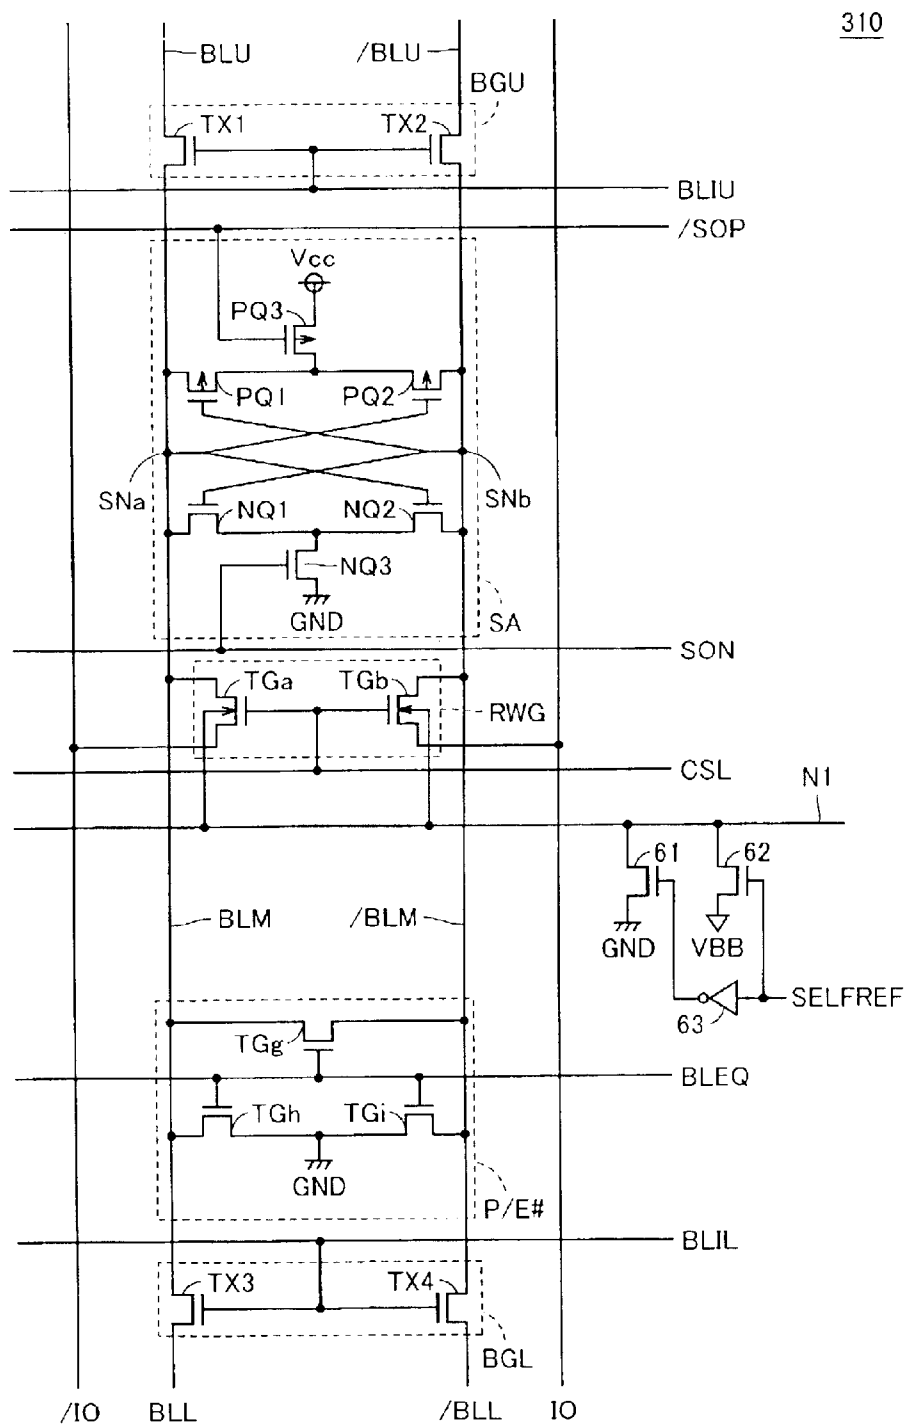 310
BLU /BLU
BGU
TX1 TX2
BLIU
/SOP
Vcc
PQ3
PQ1 PQ2
SNa SNb
NQ1 NQ2
NQ3
GND SA
SON
TGa TGb
RWG
CSL
N1
61 62
BLM /BLM
GND VBB
SELFREF
63
TGg
BLEQ
TGh TGi
GND
P/E#
BLIL
TX3 TX4
BGL
/IO BLL /BLL IO